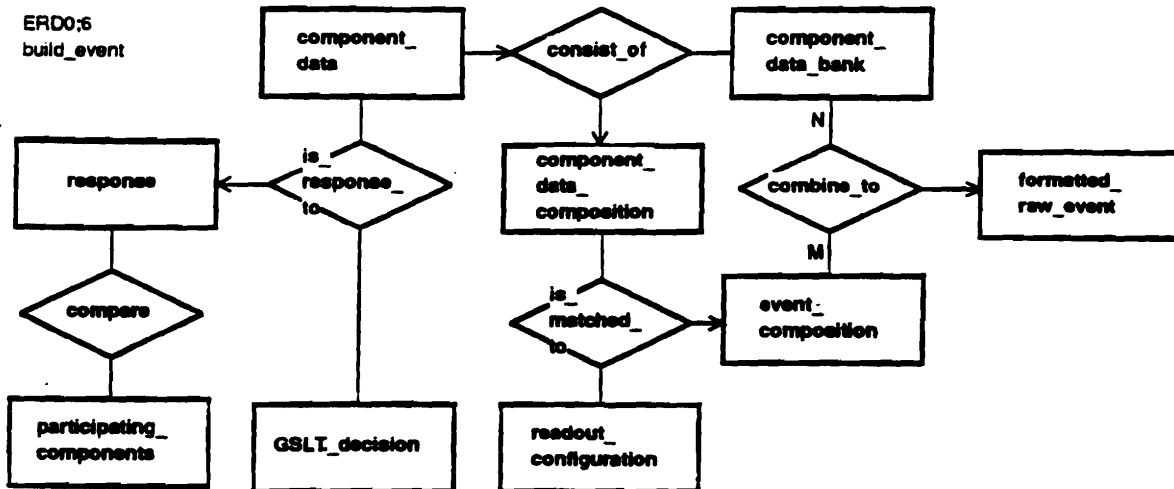 ERD0;6
build_event
component_
data
consist_of
component_
data_bank
N
response
is_
response_
to
component_
data_
composition
combine_to
formatted_
raw_event
M
compare
is_
matched_
to
event_
composition
participating_
components
GSLT_decision
readout_
configuration